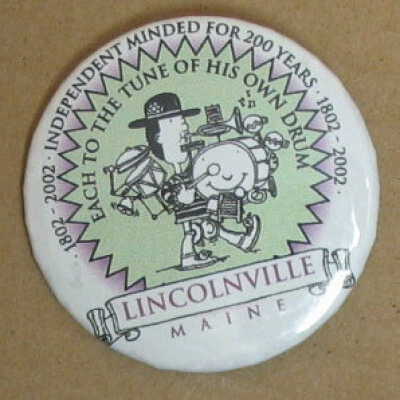 · 1802 - 2002 · INDEPENDENT MINDED FOR 200 YEARS · 1802 - 2002 ·
EACH TO THE TUNE OF HIS OWN DRUM
LINCOLNVILLE
MAINE